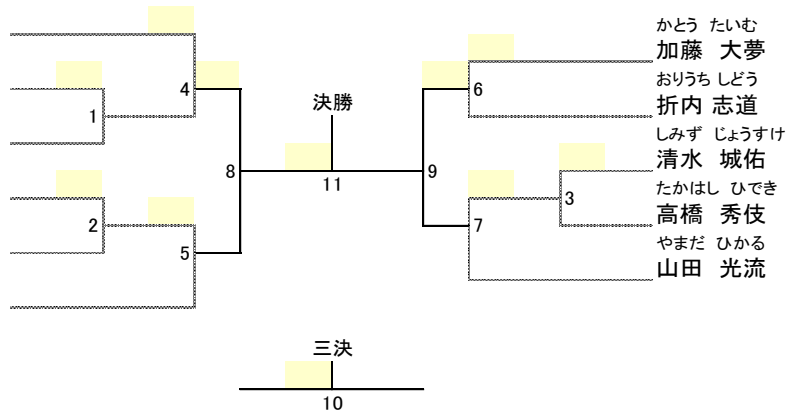 かとう たいむ
加藤 大夢
おりうち しどう
折内 志道
しみず じょうすけ
清水 城佑
たかはし ひでき
高橋 秀伎
やまだ ひかる
山田 光流
4
1
8
2
5
決勝
11
6
9
3
7
三決
10